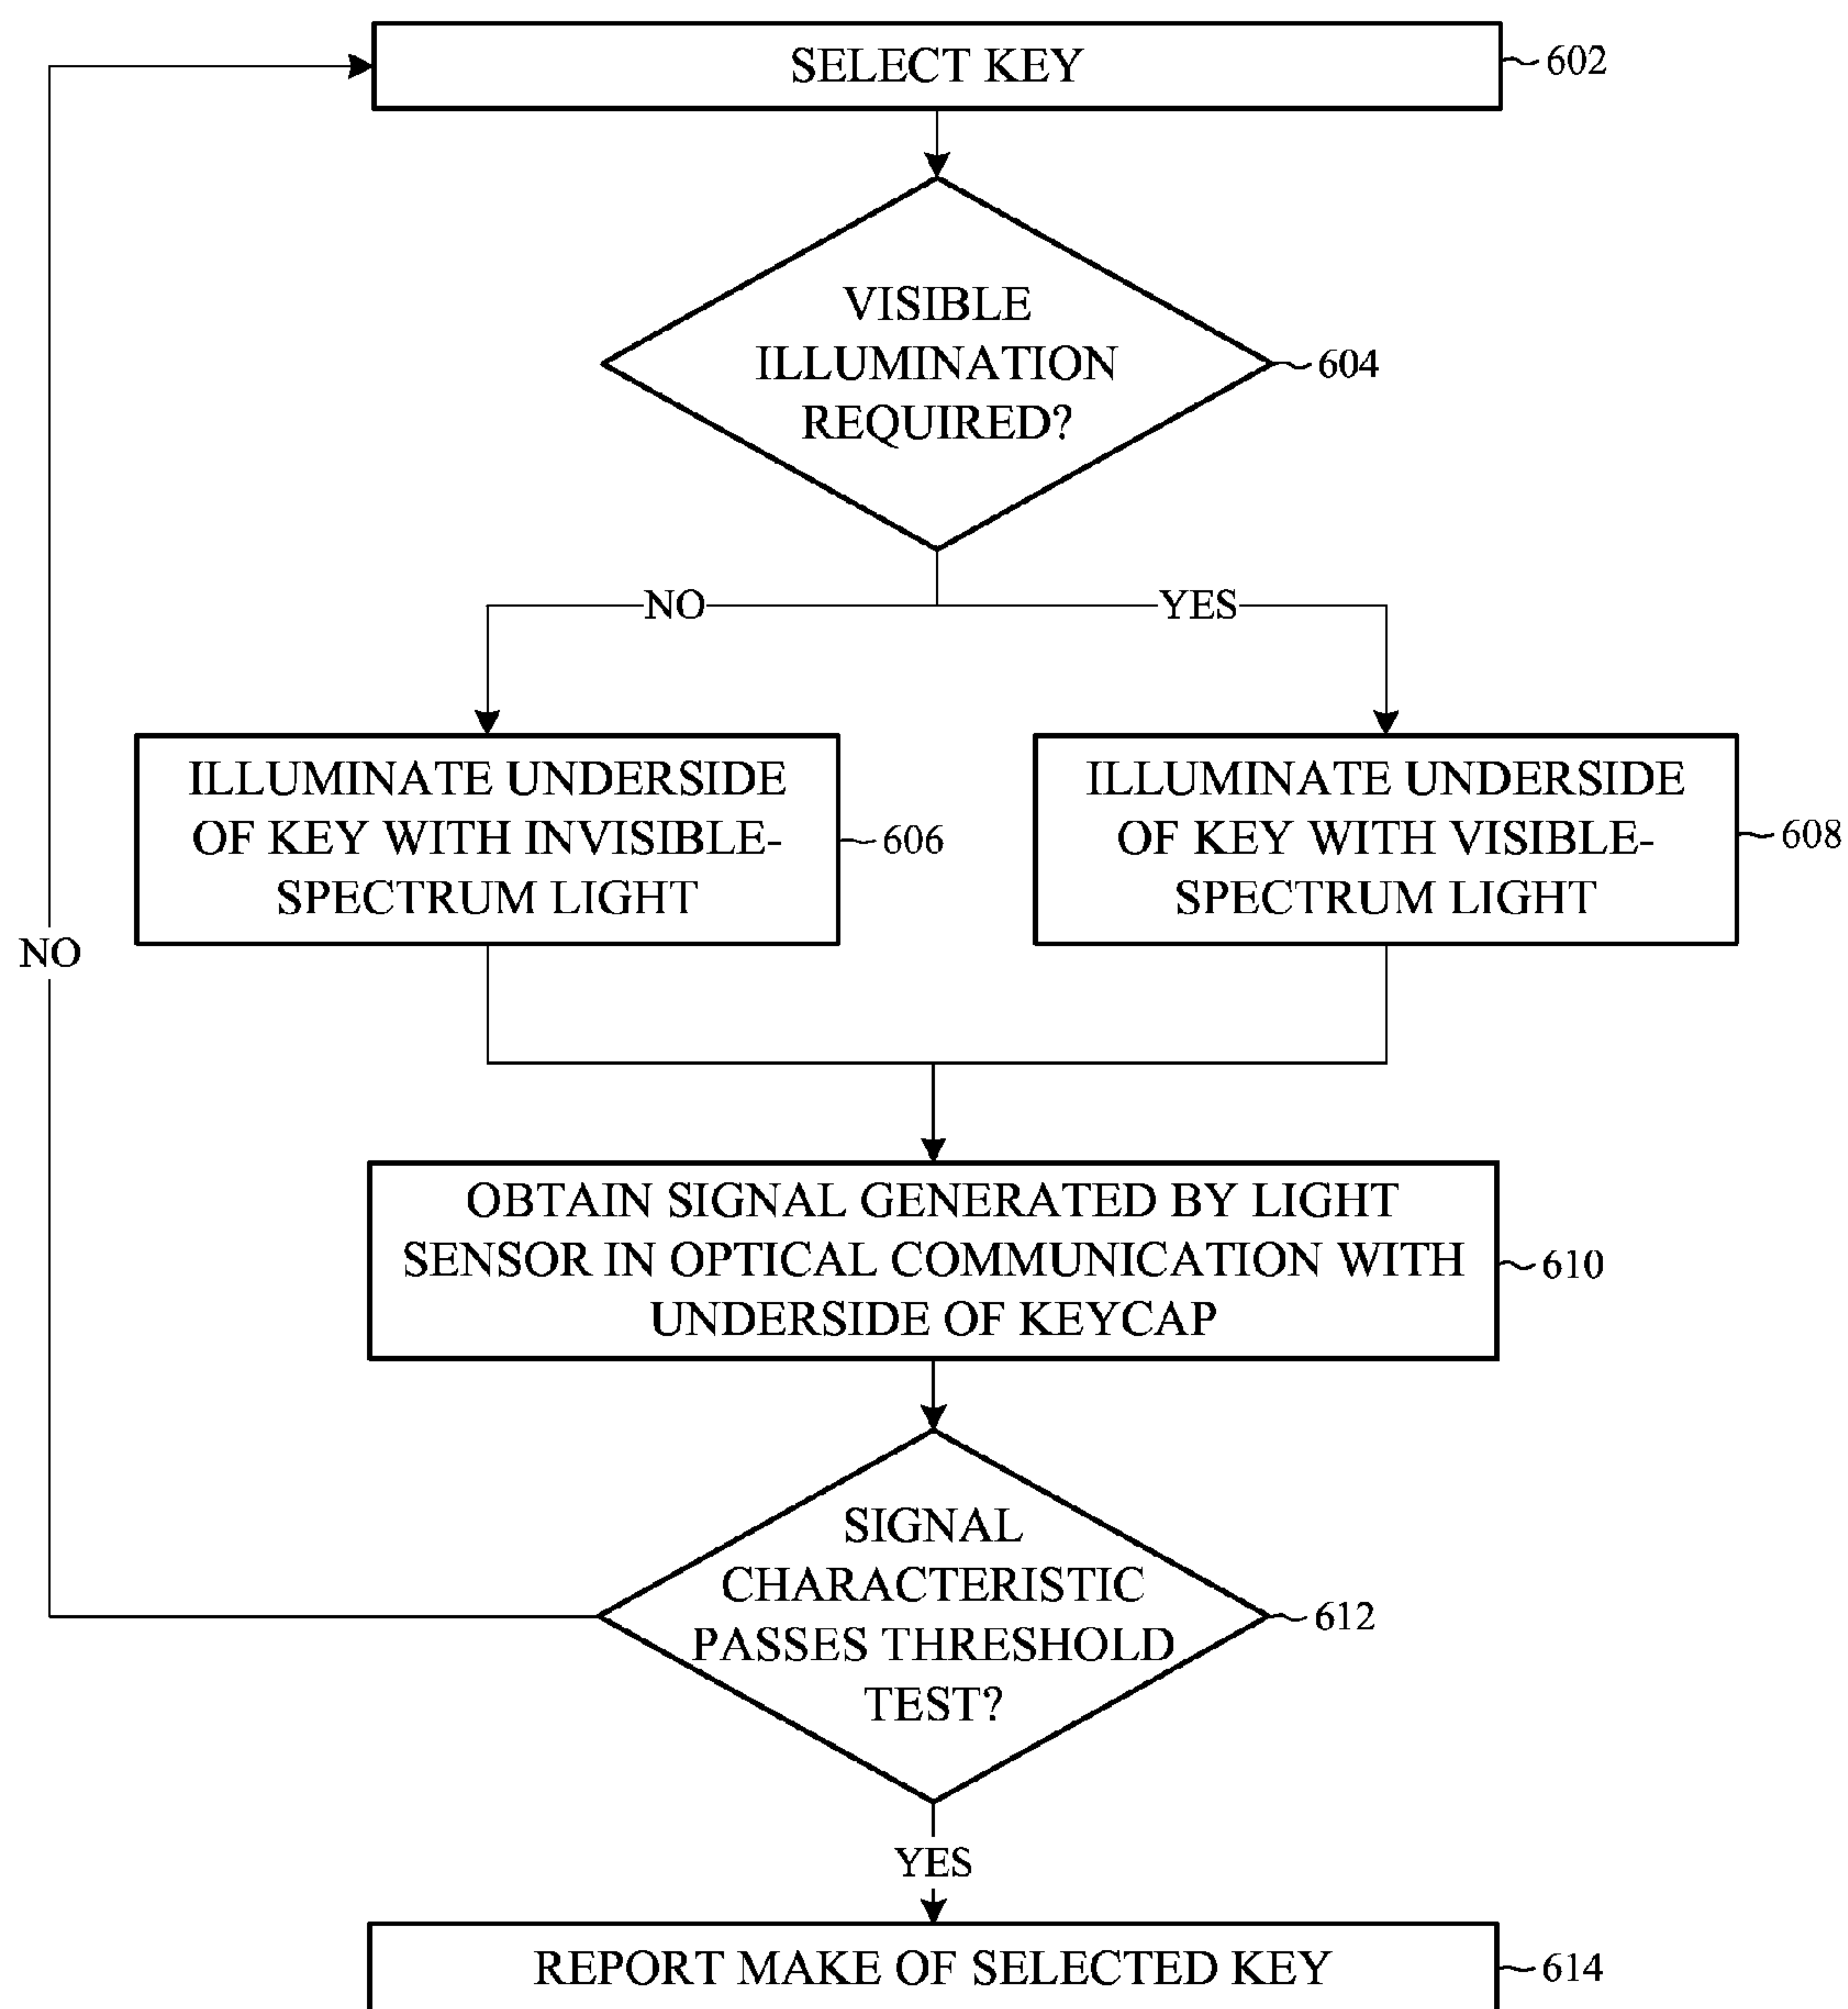 SELECT KEY
602
VISIBLE
ILLUMINATION
REQUIRED?
604
NO
YES
ILLUMINATE UNDERSIDE
OF KEY WITH INVISIBLE-
SPECTRUM LIGHT
606
ILLUMINATE UNDERSIDE
OF KEY WITH VISIBLE-
SPECTRUM LIGHT
608
NO
OBTAIN SIGNAL GENERATED BY LIGHT
SENSOR IN OPTICAL COMMUNICATION WITH
UNDERSIDE OF KEYCAP
610
SIGNAL
CHARACTERISTIC
PASSES THRESHOLD
TEST?
612
YES
REPORT MAKE OF SELECTED KEY
614